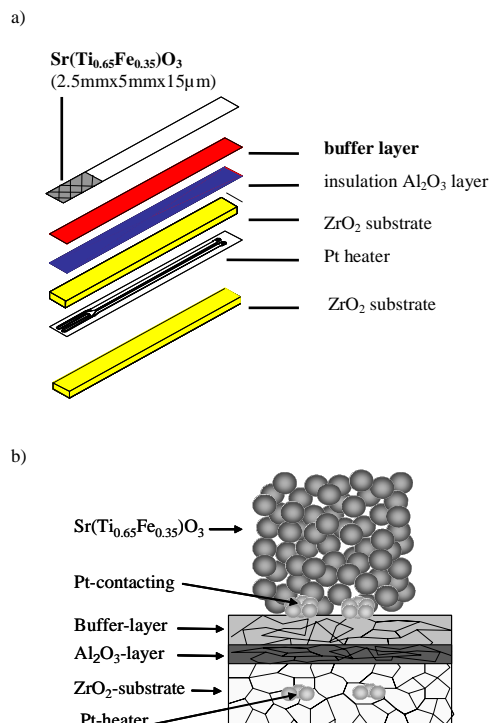 a)
Sr(Ti0.65Fe0.35)O3
(2.5mmx5mmx15µm)
buffer layer
insulation Al2O3 layer
ZrO2 substrate
Pt heater
ZrO2 substrate
b)
Sr(Ti0.65Fe0.35)O3
Pt-contacting
Buffer-layer
Al2O3-layer
ZrO2-substrate
Pt-heater